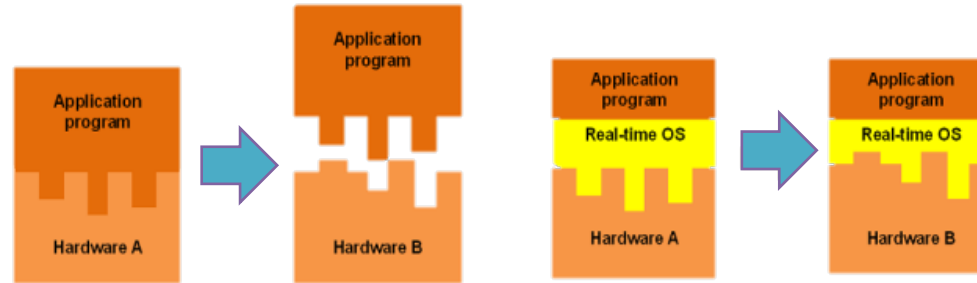 Application
program
Hardware A
Application
program
Hardware B
Application
program
Real-time OS
Hardware A
Application
program
Real-time OS
Hardware B